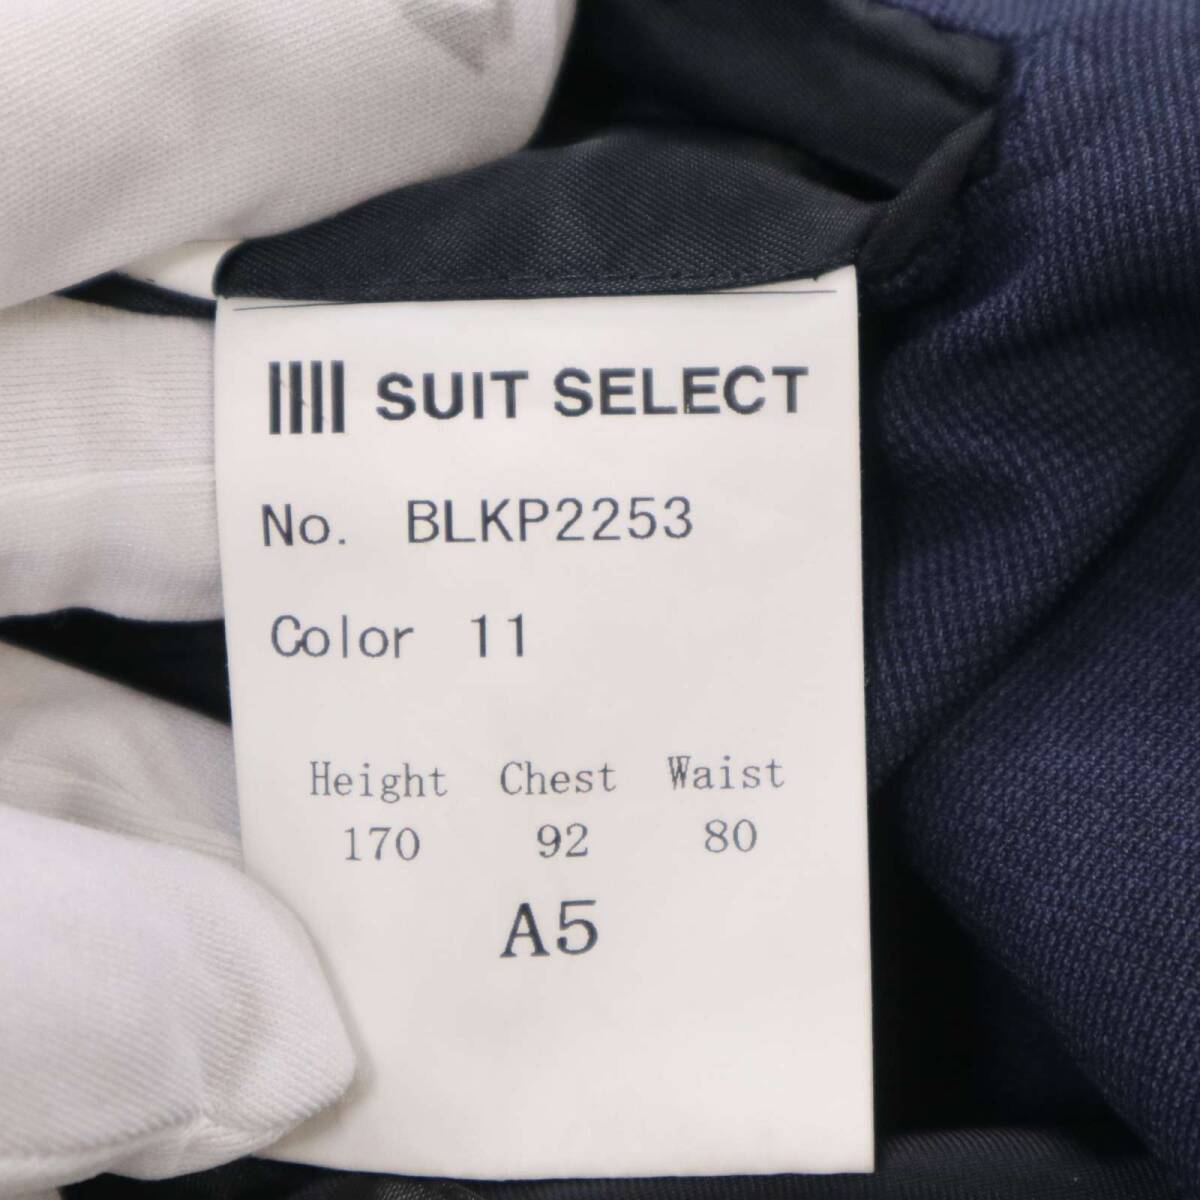 SUIT SELECT
No. BLKP2253
Color 11
Height Chest Waist
170 92 80
A5